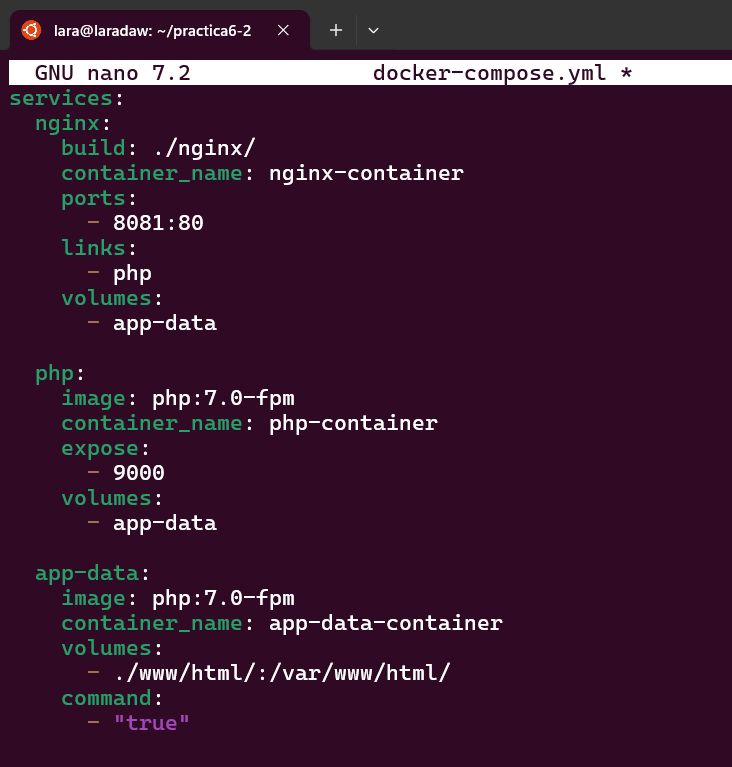 lara@laradaw: ~/practica6-2
GNU nano 7.2 docker-compose.yml *
services:
  nginx:
    build: ./nginx/
    container_name: nginx-container
    ports:
      - 8081:80
    links:
      - php
    volumes:
      - app-data

  php:
    image: php:7.0-fpm
    container_name: php-container
    expose:
      - 9000
    volumes:
      - app-data

  app-data:
    image: php:7.0-fpm
    container_name: app-data-container
    volumes:
      - ./www/html/:/var/www/html/
    command:
      - "true"